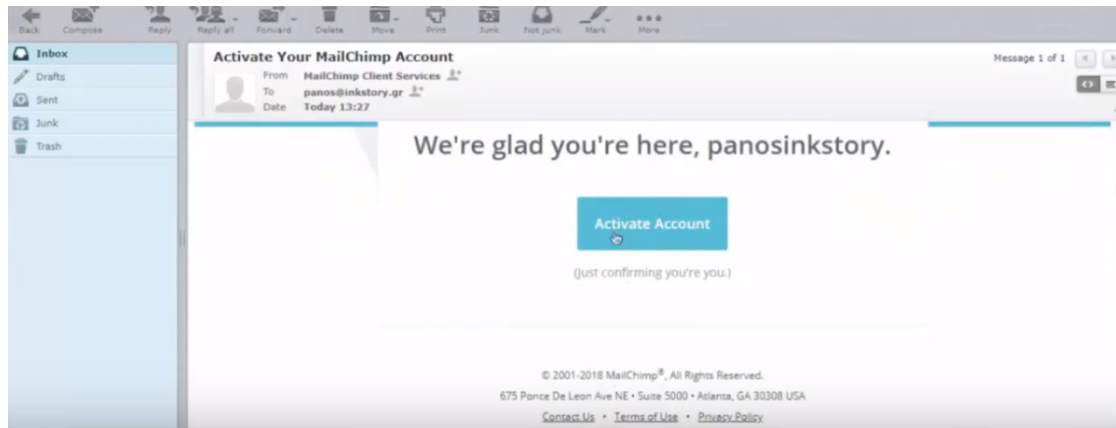 Back Compose Reply Reply all Forward Delete Move Print Junk Not junk Mark More
Inbox
Drafts
Sent
Junk
Trash
Activate Your MailChimp Account
Message 1 of 1
From MailChimp Client Services
To panos@inkstory.gr
Date Today 13:27
We're glad you're here, panosinkstory.
Activate Account
(Just confirming you're you.)
© 2001-2018 MailChimp®, All Rights Reserved.
675 Ponce De Leon Ave NE • Suite 5000 • Atlanta, GA 30308 USA
Contact Us • Terms of Use • Privacy Policy